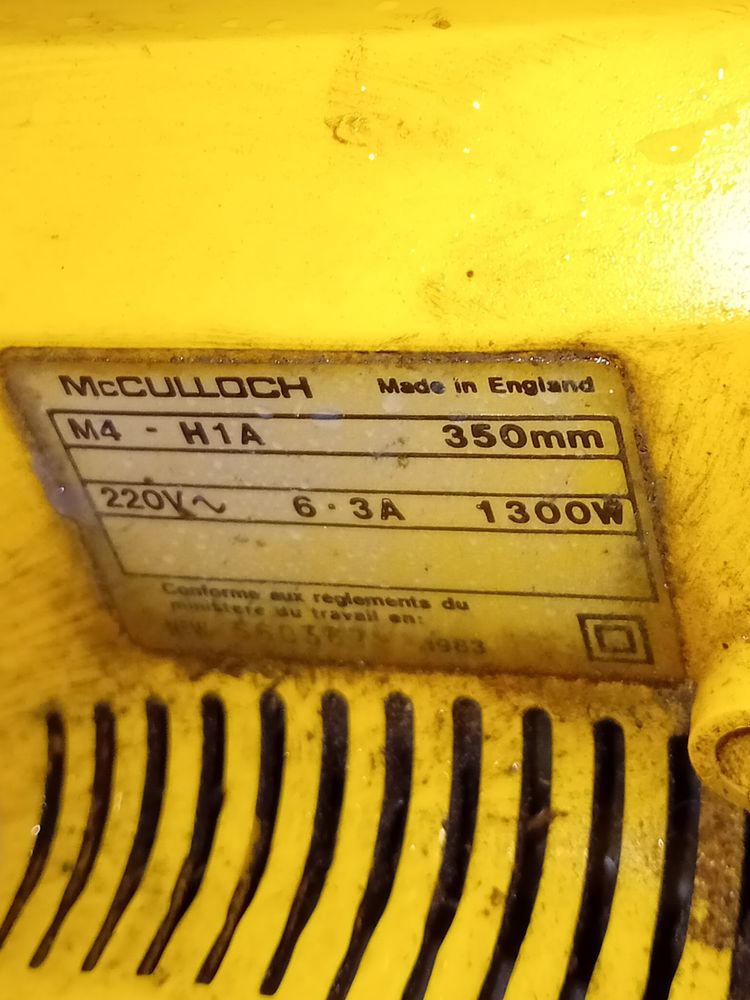 McCULLOCH Made in England
M4 - H1A 350mm
220V~ 6·3A 1300W
Conforme aux reglements du
ministere du travail en:
1983